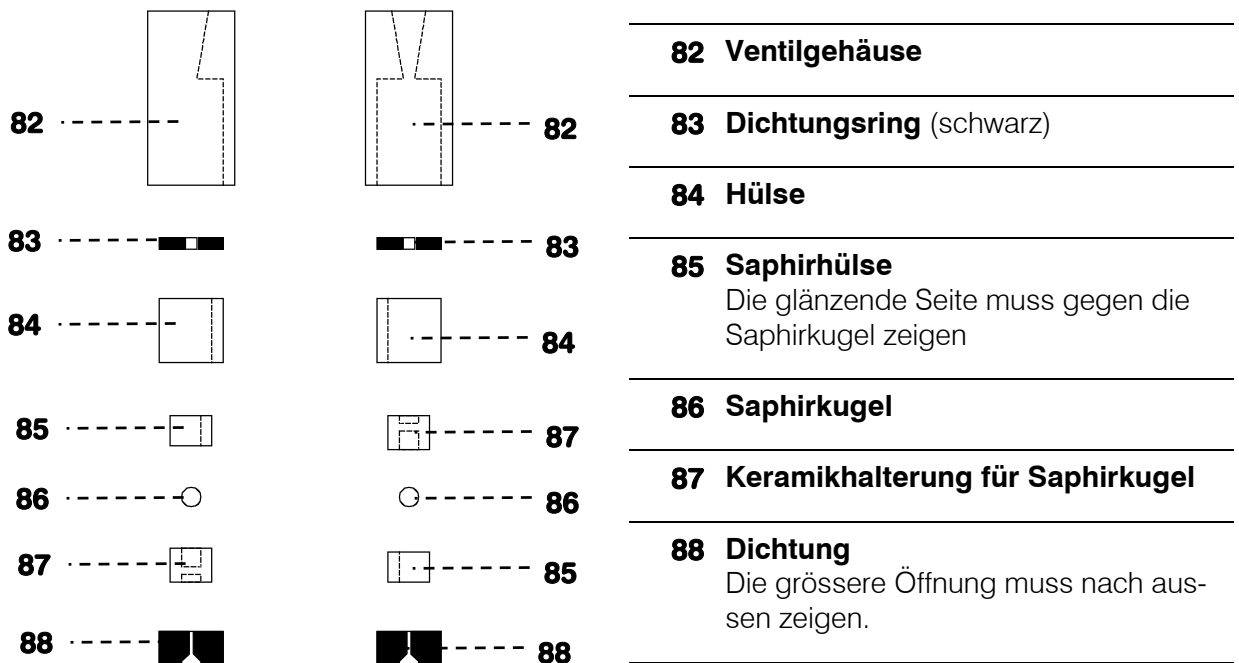 82
82
83
83
84
84
85
87
86
86
87
85
88
88
82 Ventilgehäuse
83 Dichtungsring (schwarz)
84 Hülse
85 Saphirhülse
Die glänzende Seite muss gegen die
Saphirkugel zeigen
86 Saphirkugel
87 Keramikhalterung für Saphirkugel
88 Dichtung
Die grössere Öffnung muss nach aus-
sen zeigen.